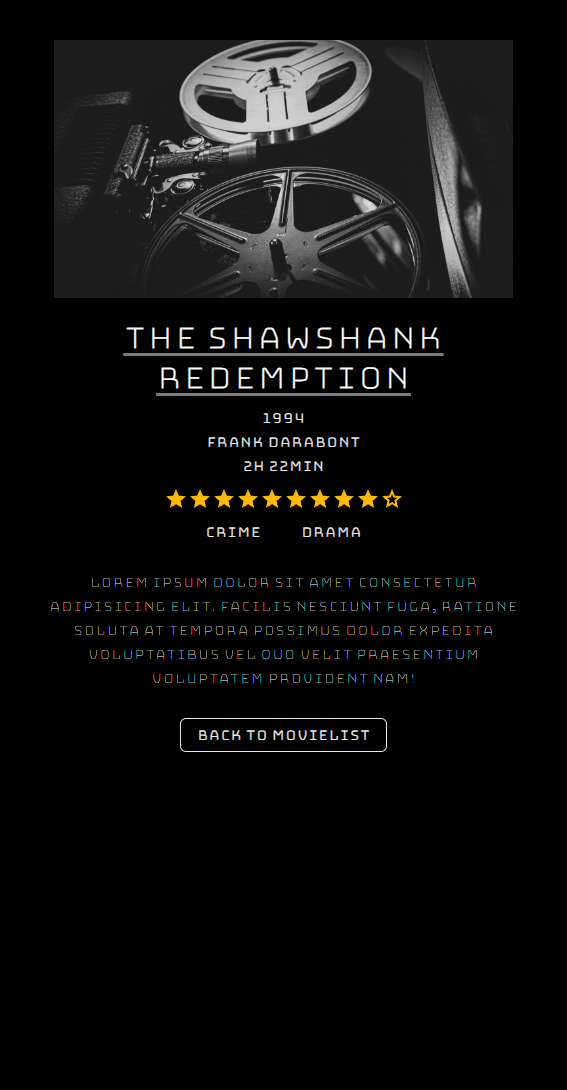 THE SHAWSHANK
REDEMPTION
1994
FRANK DARABONT
2H 22MIN
CRIME DRAMA
LOREM IPSUM DOLOR SIT AMET CONSECTETUR
ADIPISICING ELIT. FACILIS NESCIUNT FUGA, RATIONE
SOLUTA AT TEMPORA POSSIMUS DOLOR EXPEDITA
VOLUPTATIBUS VEL QUO VELIT PRAESENTIUM
VOLUPTATEM PROVIDENT NAM!
BACK TO MOVIELIST